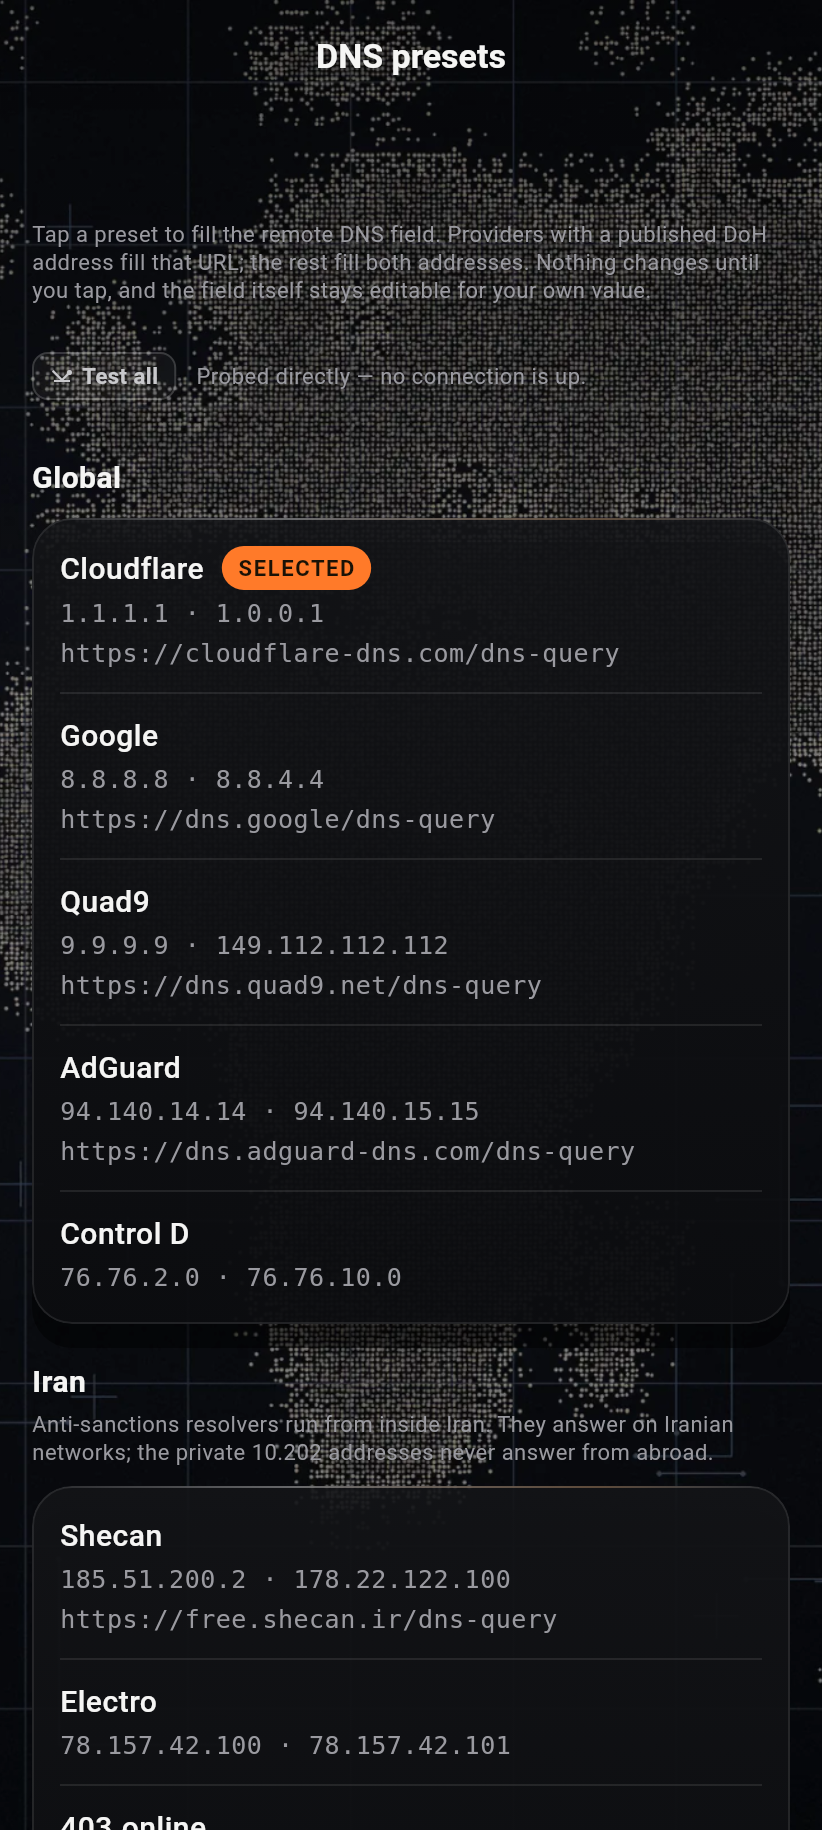 DNS presets
Tap a preset to fill the remote DNS field. Providers with a published DoH
address fill that URL; the rest fill both addresses. Nothing changes until
you tap, and the field itself stays editable for your own value.
Test all Probed directly — no connection is up.
Global
Cloudflare SELECTED
1.1.1.1 · 1.0.0.1
https://cloudflare-dns.com/dns-query
Google
8.8.8.8 · 8.8.4.4
https://dns.google/dns-query
Quad9
9.9.9.9 · 149.112.112.112
https://dns.quad9.net/dns-query
AdGuard
94.140.14.14 · 94.140.15.15
https://dns.adguard-dns.com/dns-query
Control D
76.76.2.0 · 76.76.10.0
Iran
Anti-sanctions resolvers run from inside Iran. They answer on Iranian
networks; the private 10.202 addresses never answer from abroad.
Shecan
185.51.200.2 · 178.22.122.100
https://free.shecan.ir/dns-query
Electro
78.157.42.100 · 78.157.42.101
403 online